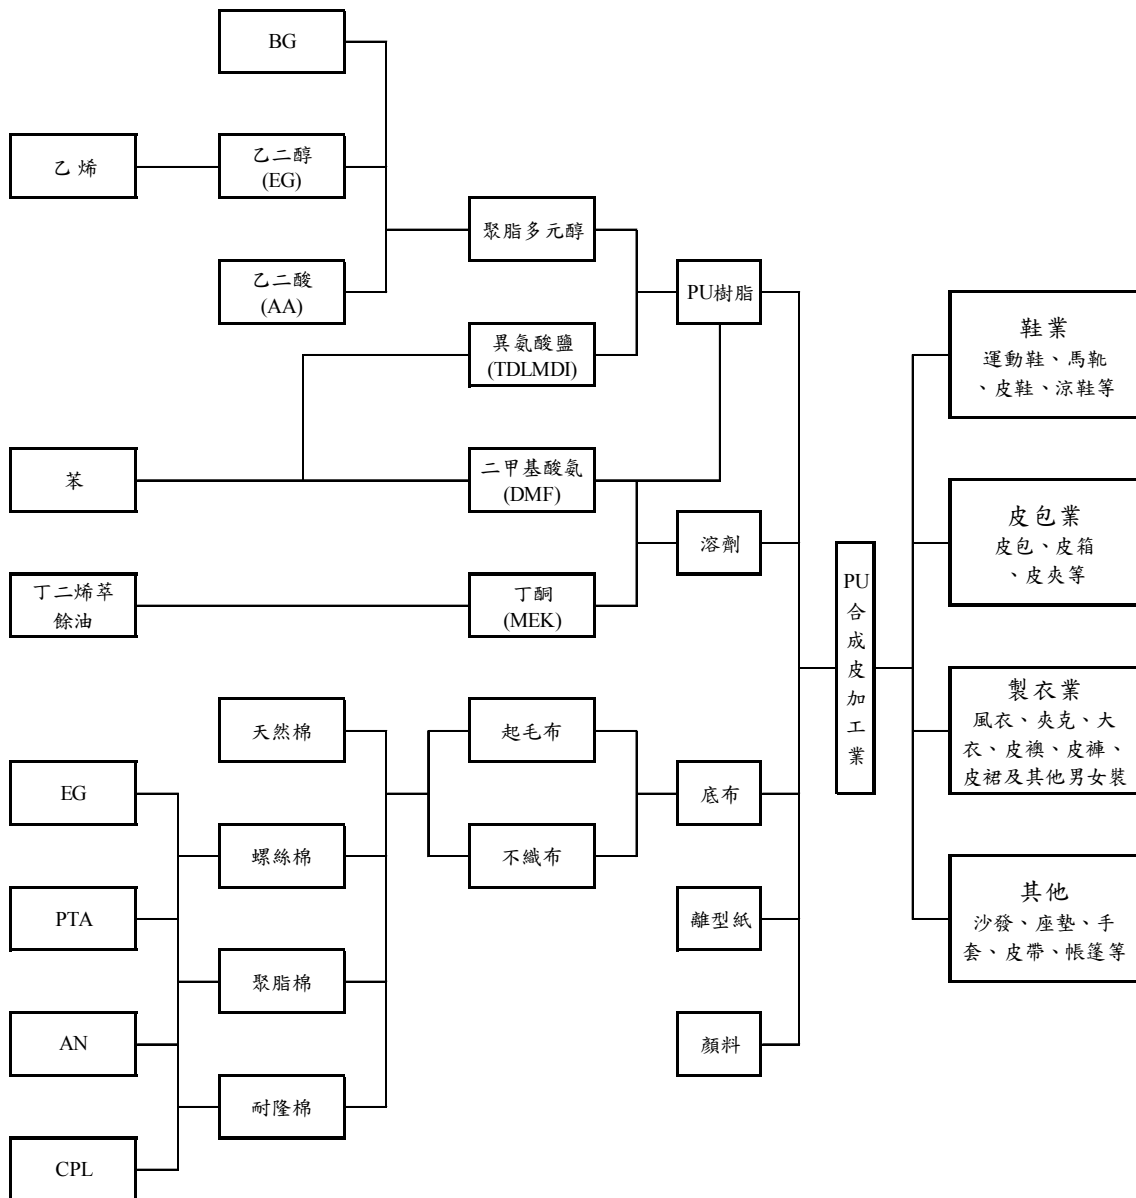 BG
乙 烯
乙二醇
(EG)
聚脂多元醇
乙二酸
(AA)
PU樹脂
異氨酸鹽
(TDLMDI)
鞋業
運動鞋、馬靴
、皮鞋、涼鞋等
苯
二甲基酸氨
(DMF)
溶劑
皮包業
皮包、皮箱
、皮夾等
丁二烯萃
餘油
丁酮
(MEK)
PU
合
成
皮
加
工
業
製衣業
風衣、夾克、大
衣、皮襖、皮褲、
皮裙及其他男女裝
天然棉
起毛布
EG
底布
螺絲棉
不織布
PTA
離型紙
其他
沙發、座墊、手
套、皮帶、帳篷等
聚脂棉
AN
顏料
耐隆棉
CPL